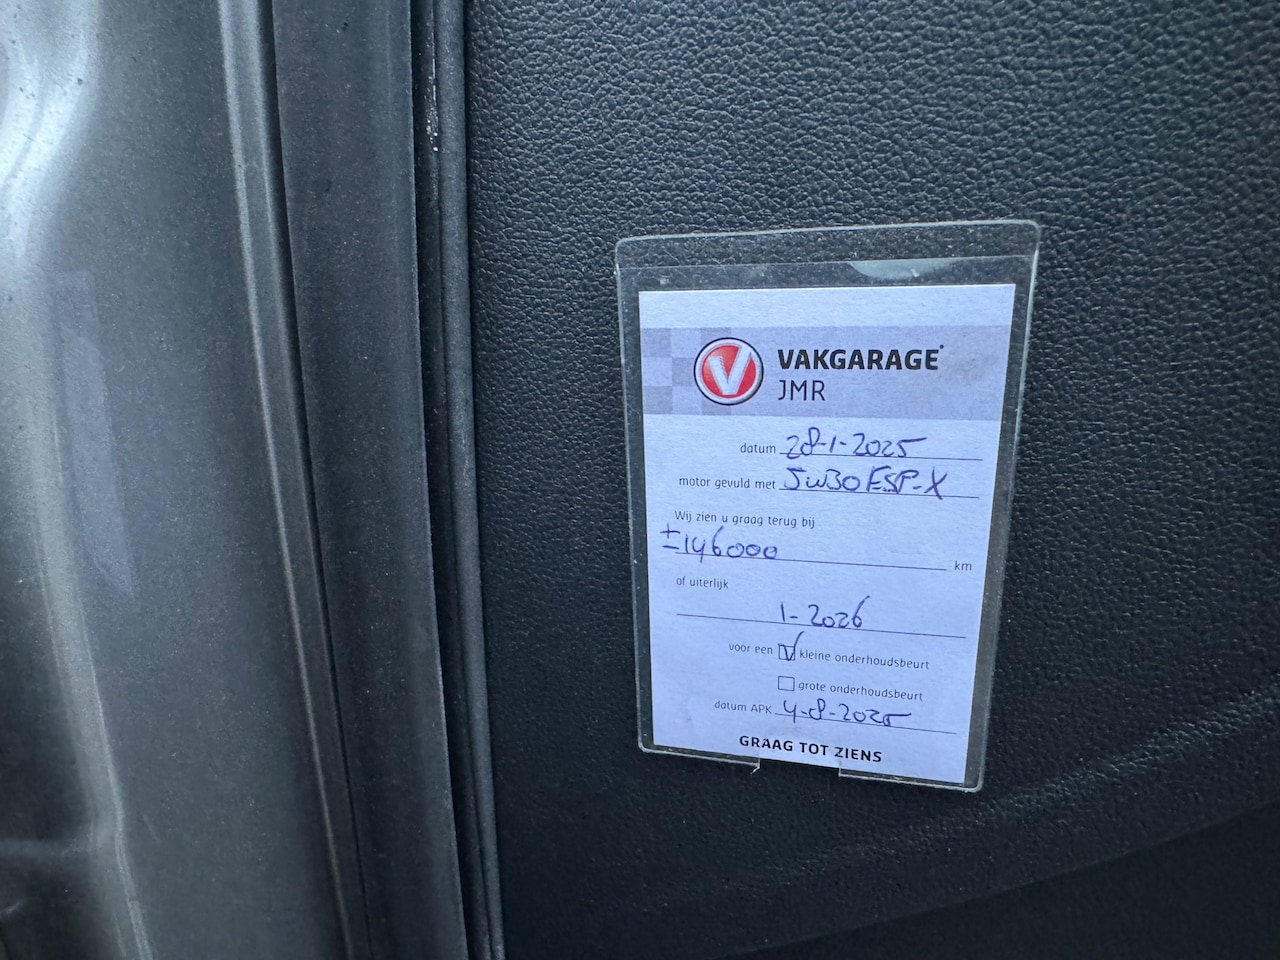 V VAKGARAGE
JMR
datum 28-1-2025
motor gevuld met 5W30 ESP-X
Wij zien u graag terug bij
± 146000 km
of uiterlijk
1-2026
voor een kleine onderhoudsbeurt
grote onderhoudsbeurt
datum APK 4-8-2025
GRAAG TOT ZIENS